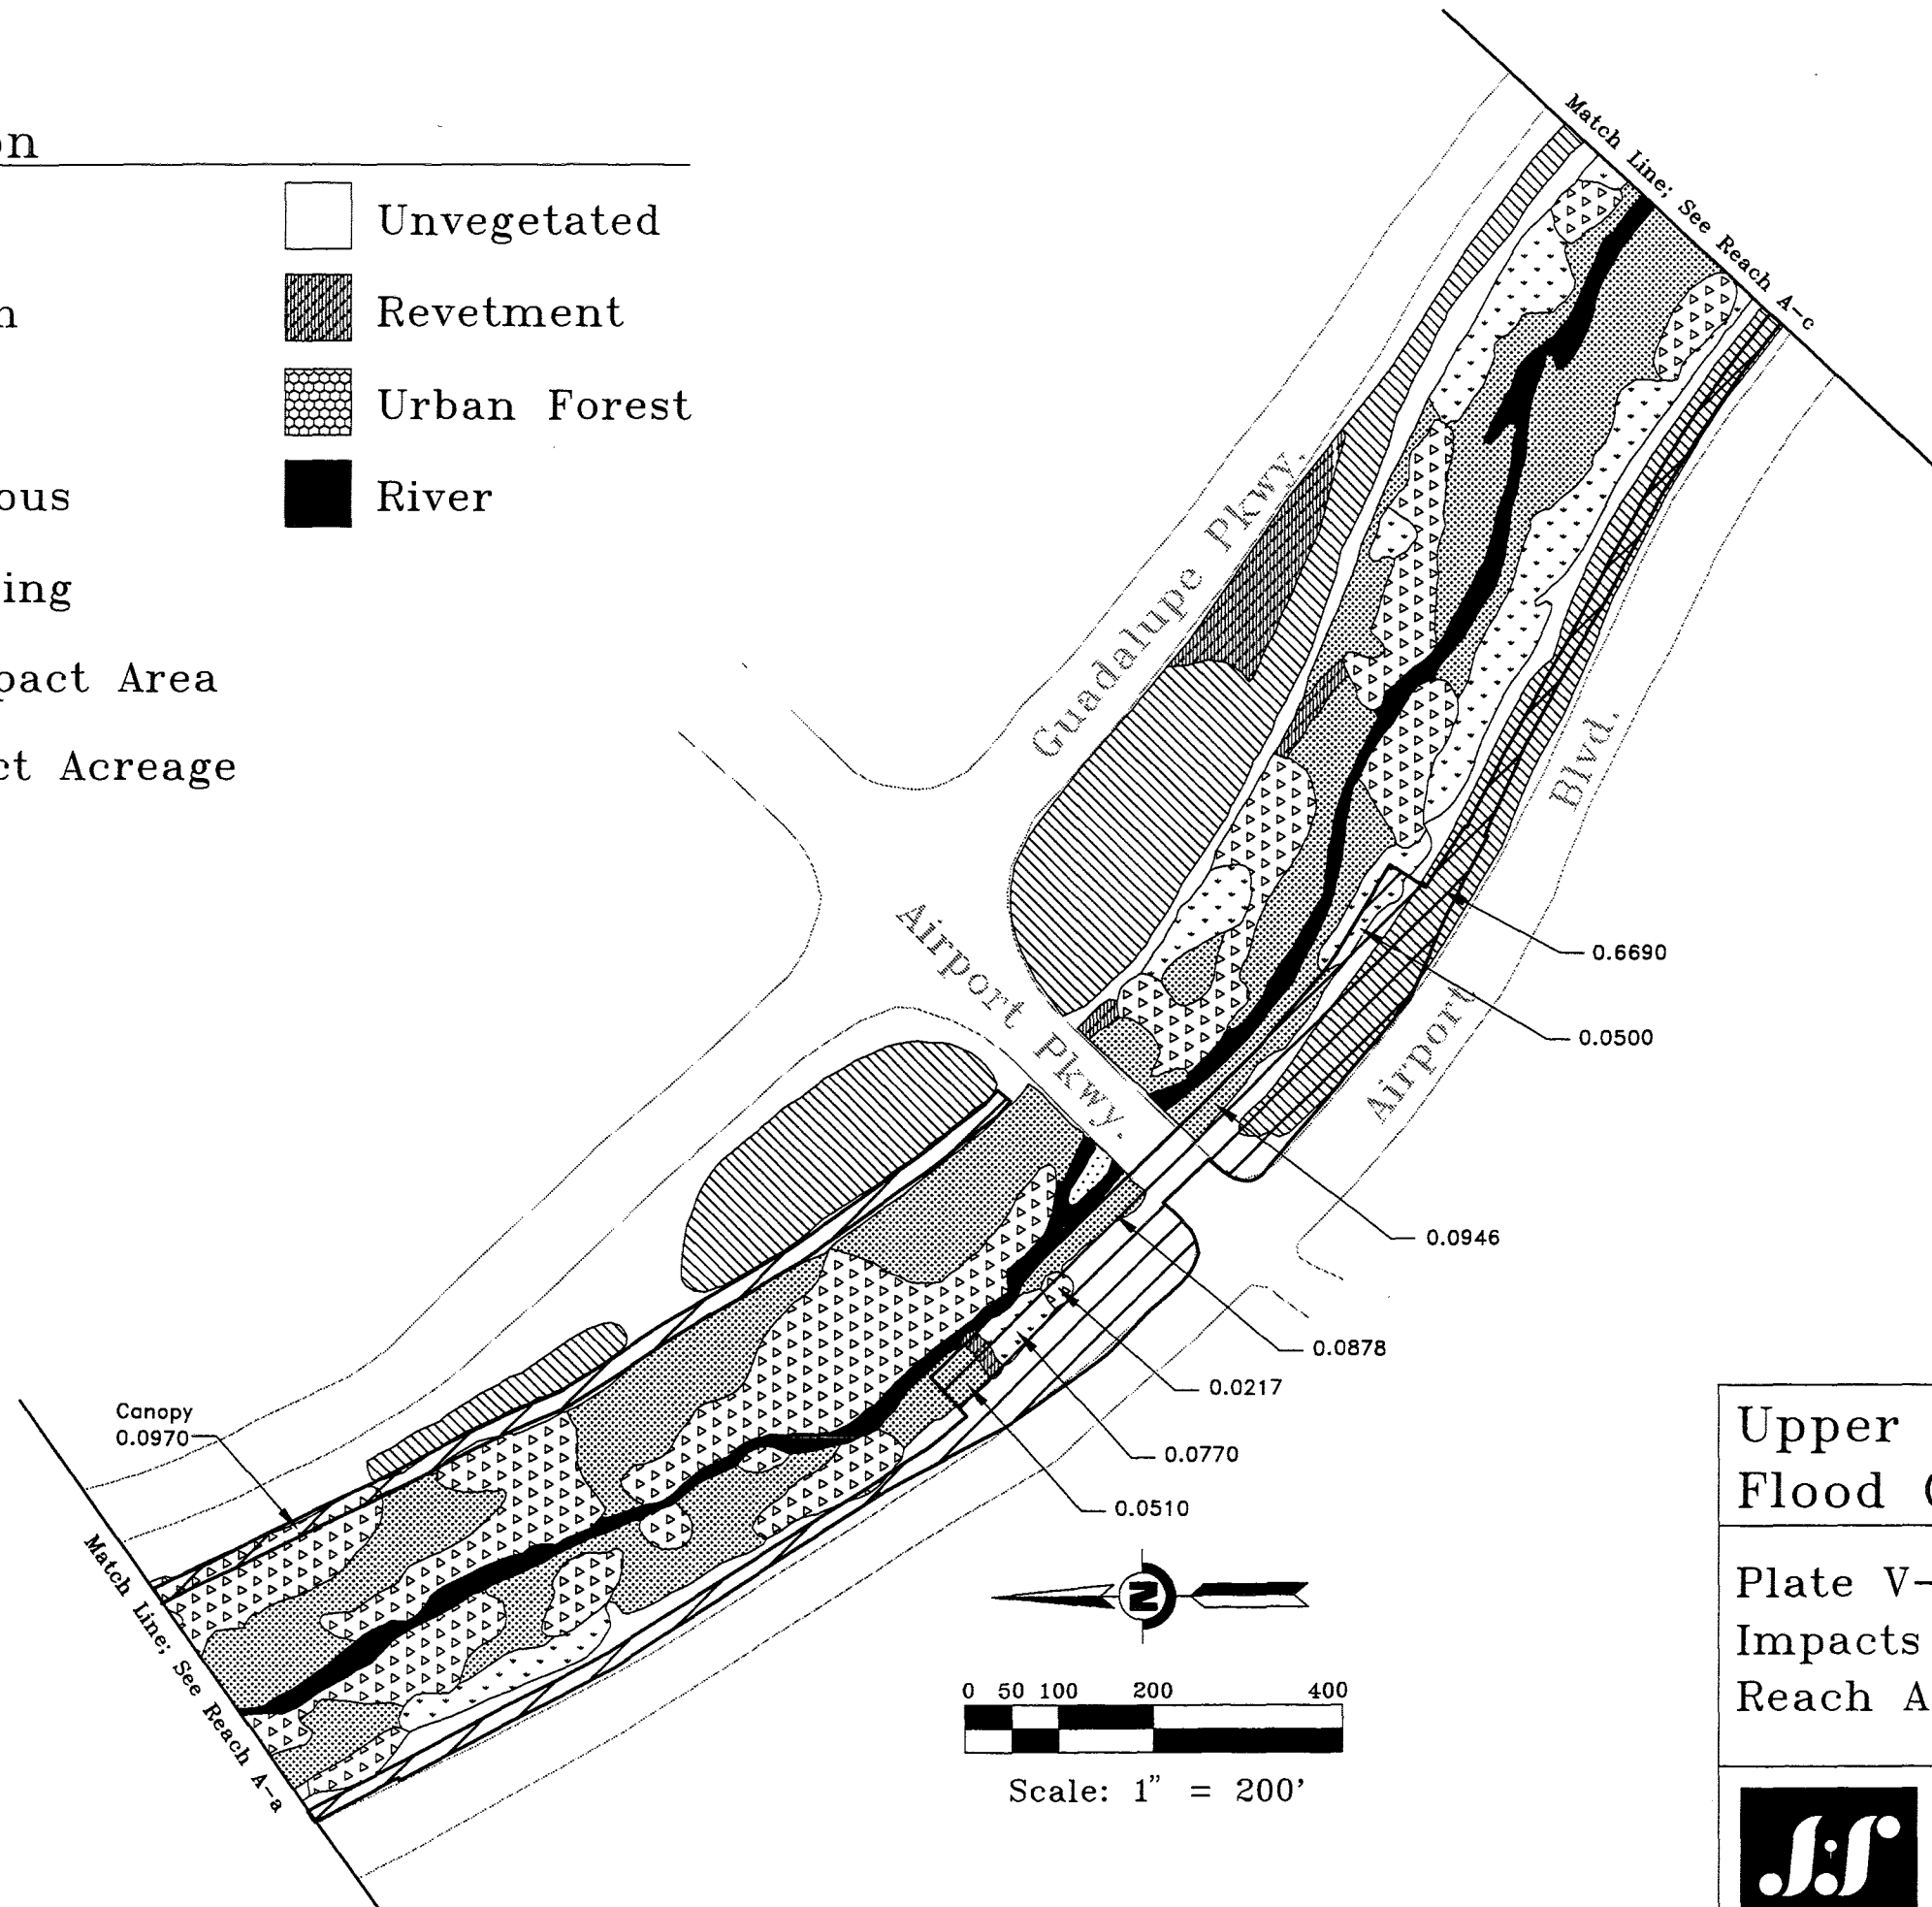 on
Unvegetated
Revetment
Urban Forest
River
ous
ing
pact Area
ct Acreage
Match Line; See Reach A-c
Guadalupe Pkwy.
Airport Pkwy.
Airport Blvd.
0.6690
0.0500
0.0946
0.0878
0.0217
0.0770
0.0510
Canopy
0.0970
Match Line; See Reach A-a
N
0 50 100 200 400
Scale: 1" = 200'
Upper
Flood
Plate V-
Impacts
Reach A